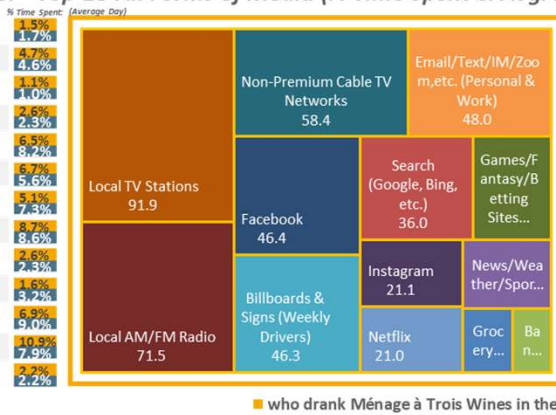 % Time Spent: (Average Day)
1.5%
1.7%
4.7%
4.6%
1.1%
1.0%
2.6%
2.3%
6.5%
8.2%
6.7%
5.6%
5.1%
7.3%
8.7%
8.6%
2.6%
2.3%
1.6%
3.2%
6.9%
9.0%
10.9%
7.9%
2.2%
2.2%
Local TV Stations
91.9
Local AM/FM Radio
71.5
Non-Premium Cable TV
Networks
58.4
Email/Text/IM/Zoo
m,etc. (Personal &
Work)
48.0
Facebook
46.4
Billboards &
Signs (Weekly
Drivers)
46.3
Search
(Google, Bing,
etc.)
36.0
Games/F
antasy/B
etting
Sites...
Instagram
21.1
News/Wea
ther/Spor...
Netflix
21.0
Groc
ery...
Ba
n...
who drank Ménage à Trois Wines in the